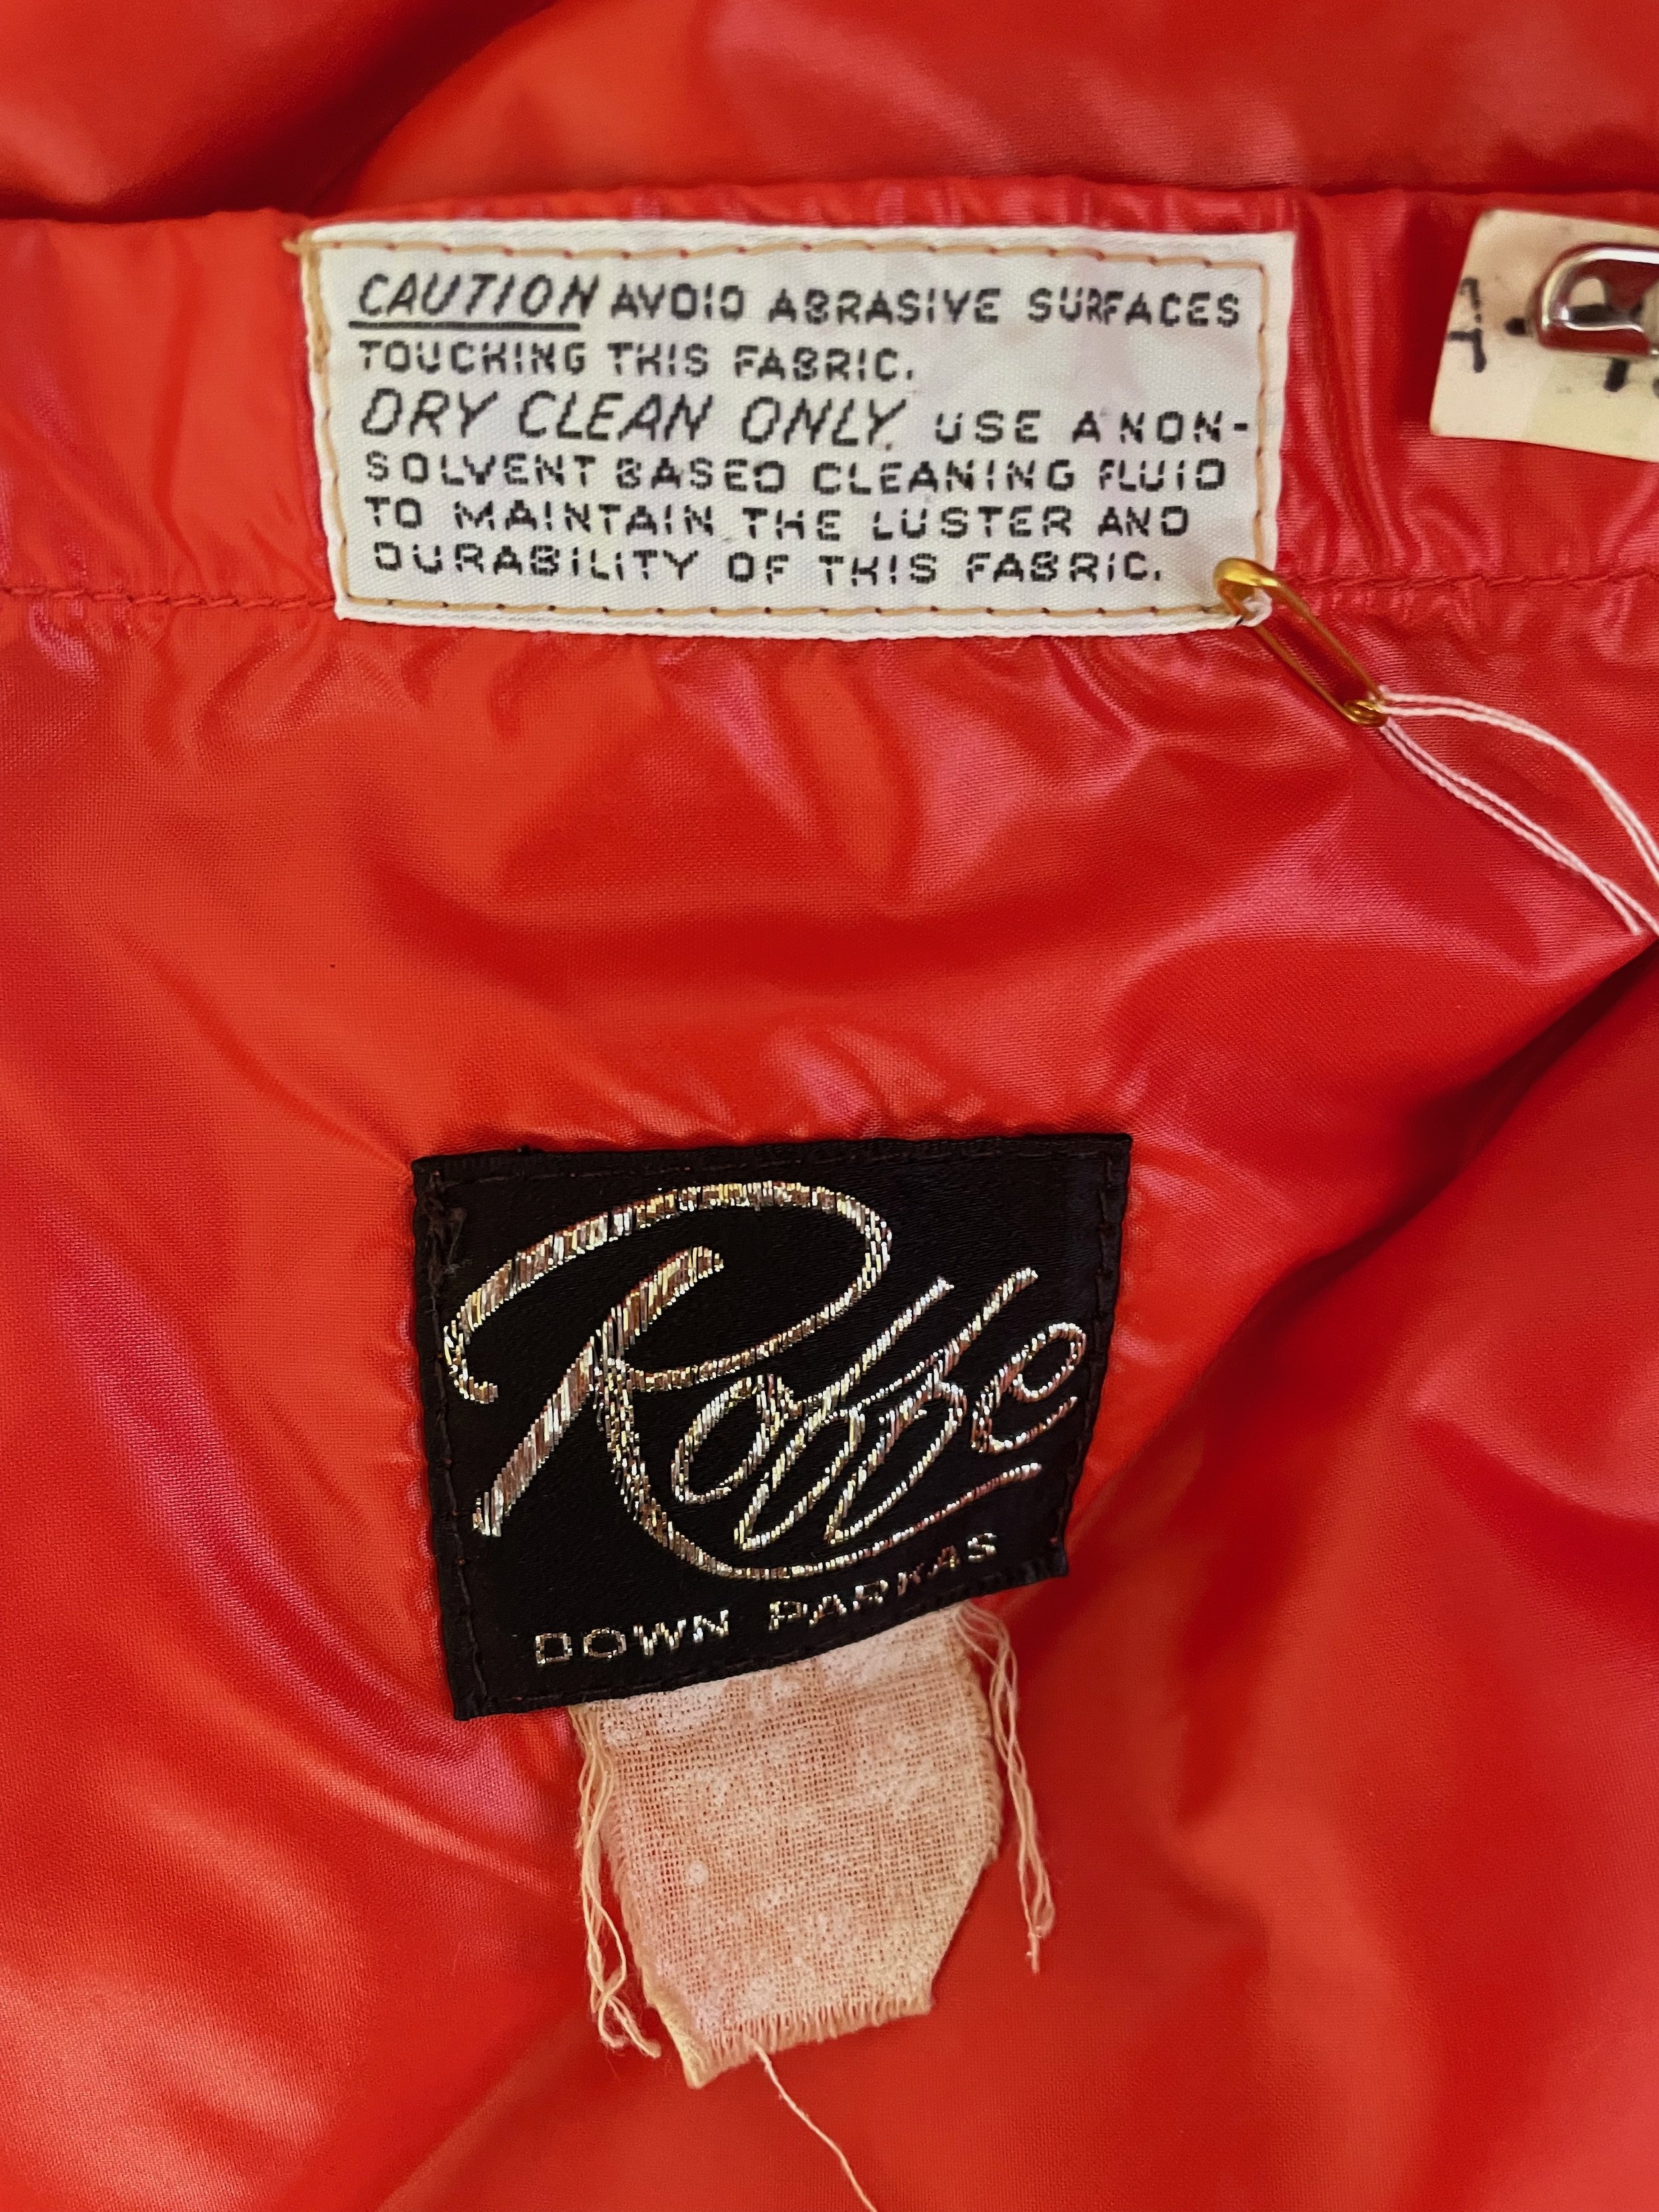 CAUTION AVOID ABRASIVE SURFACES
TOUCHING THIS FABRIC.
DRY CLEAN ONLY. USE A NON-
SOLVENT BASED CLEANING FLUID
TO MAINTAIN THE LUSTER AND
DURABILITY OF THIS FABRIC.
Robbe
DOWN PARKAS